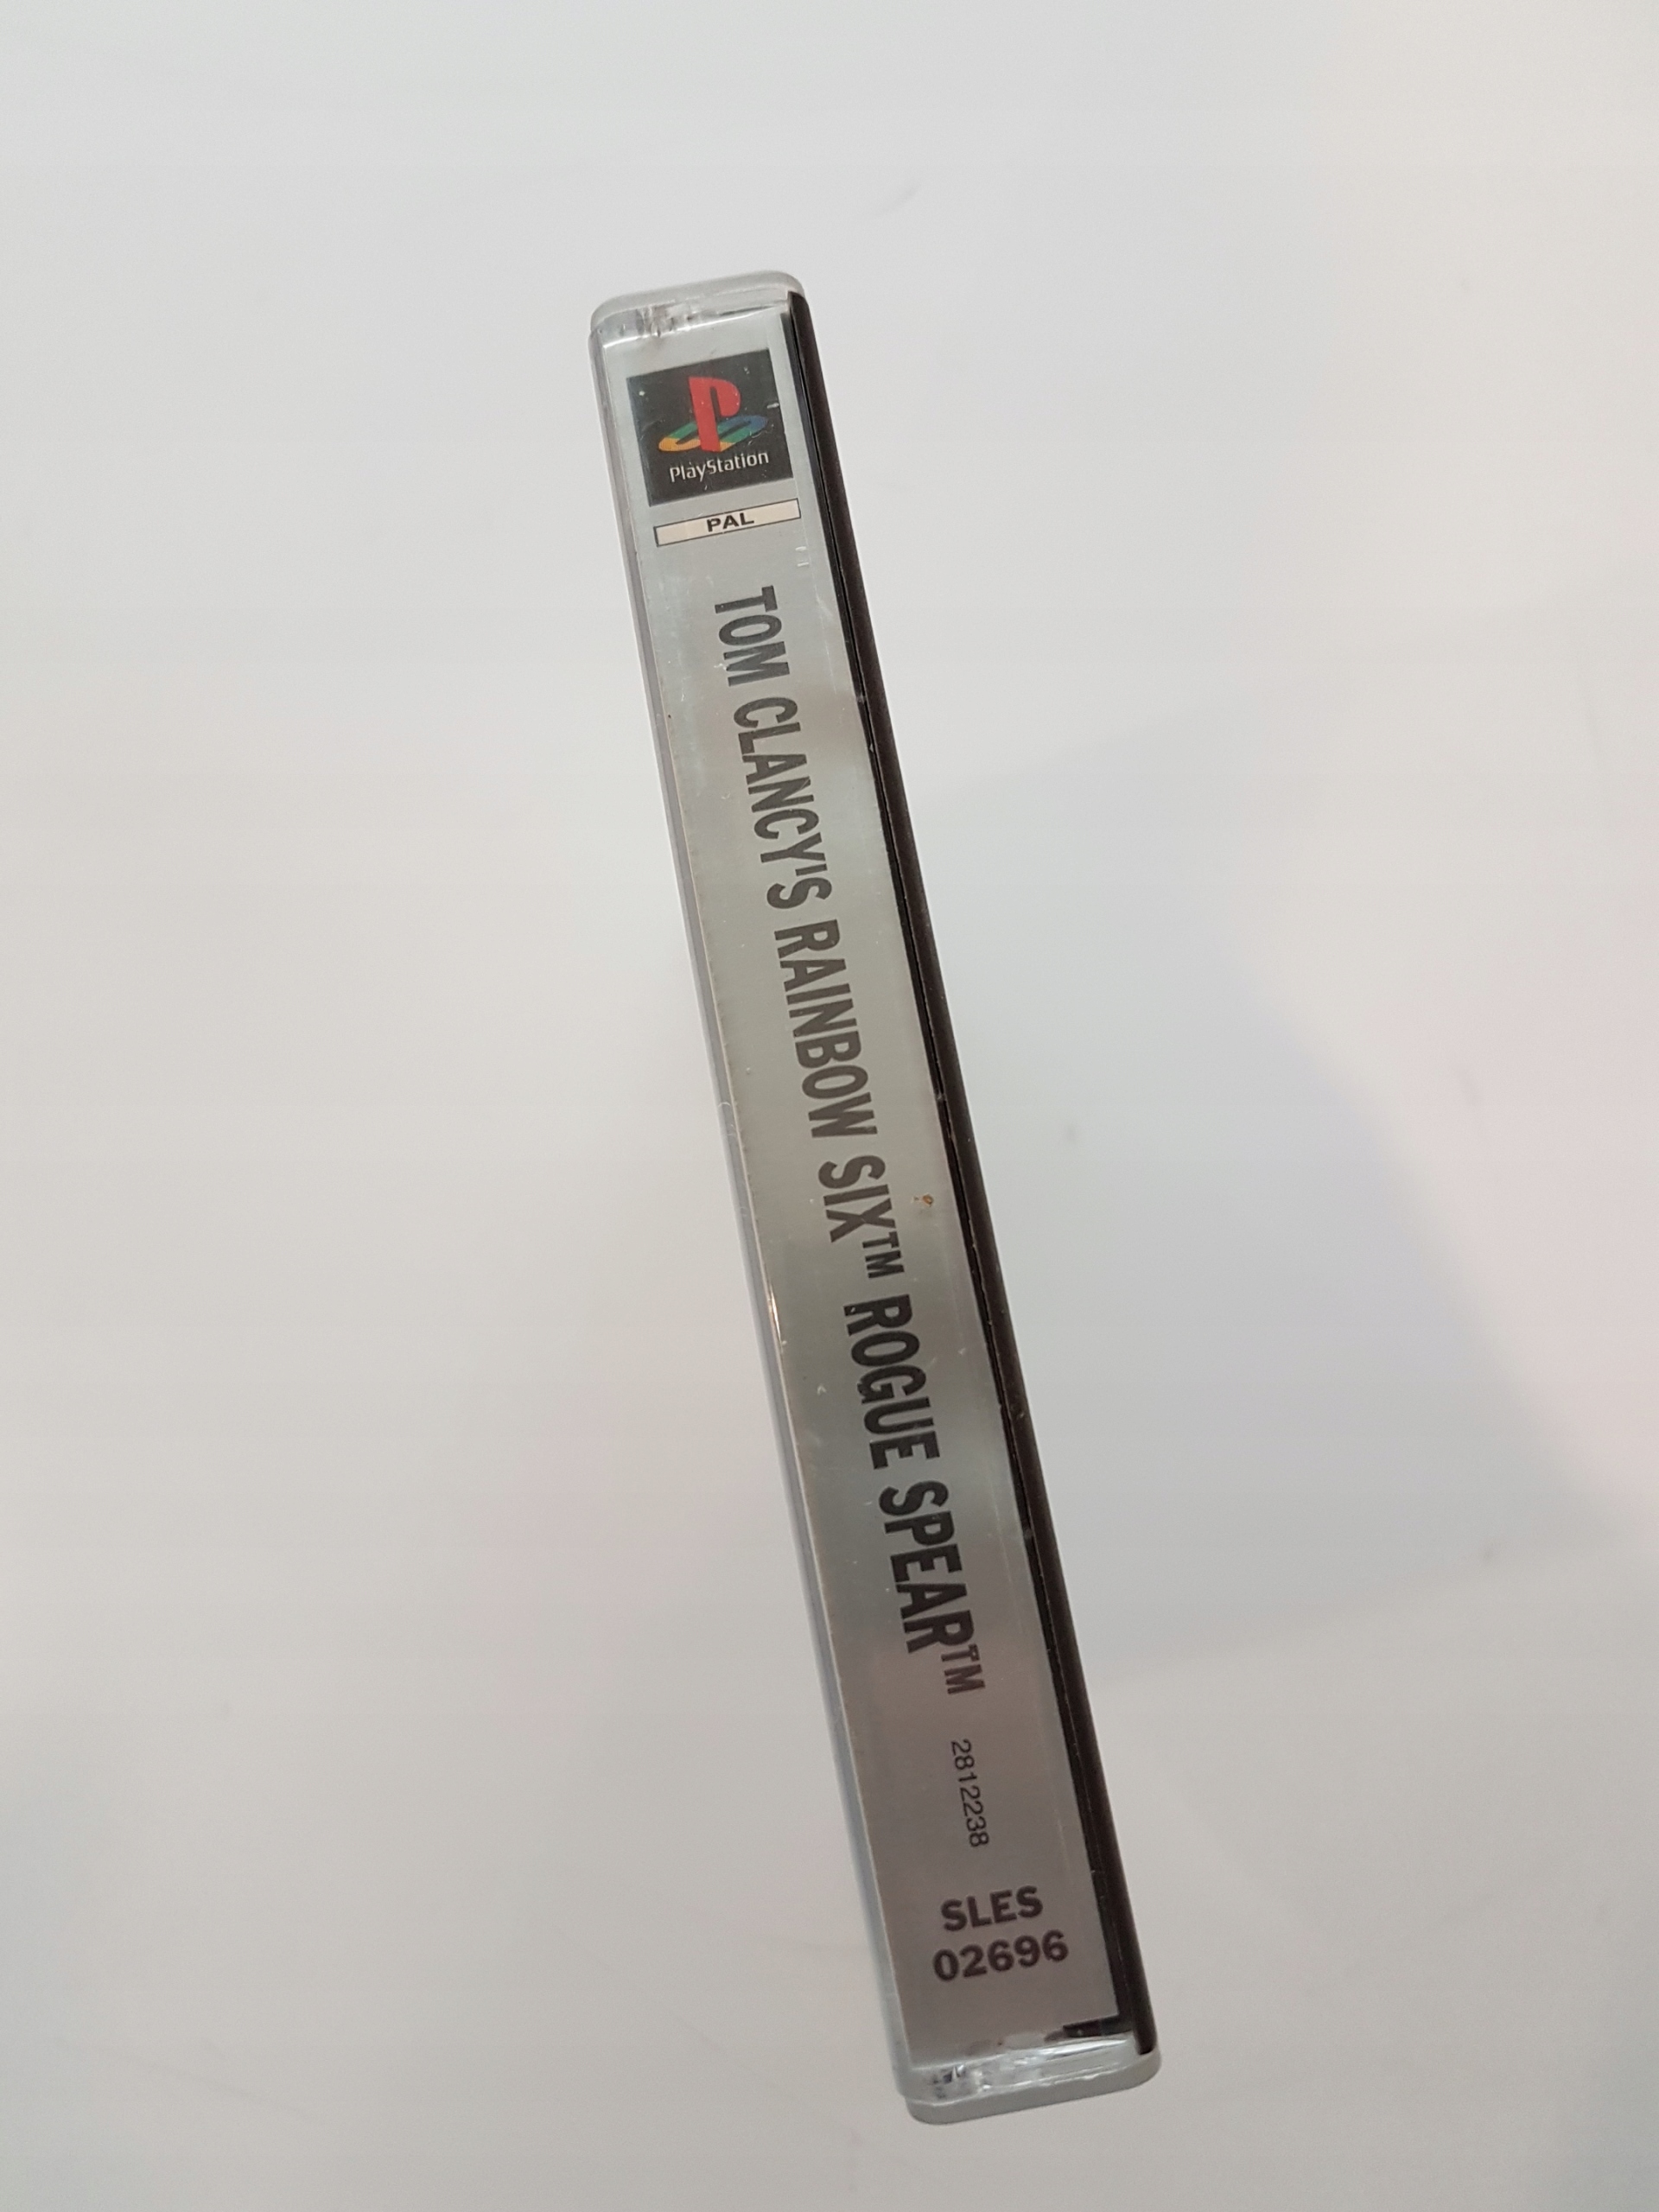 PlayStation
PAL
TOM CLANCY'S RAINBOW SIX™ ROGUE SPEAR™
2812238
SLES
02696